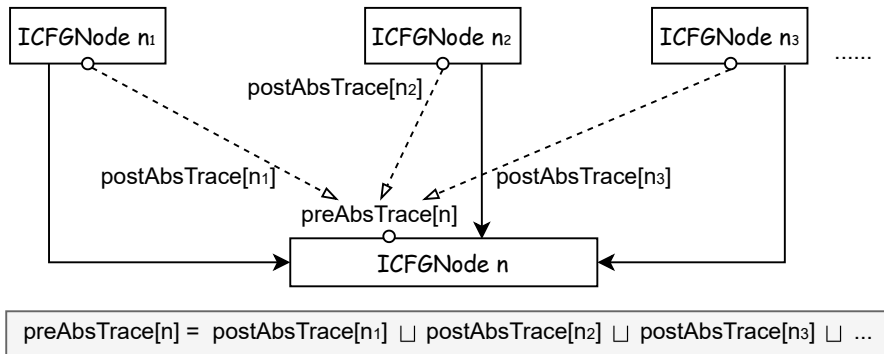 ICFGNode n1
ICFGNode n2
ICFGNode n3
......
postAbsTrace[n2]
postAbsTrace[n1]
postAbsTrace[n3]
preAbsTrace[n]
ICFGNode n
preAbsTrace[n] = postAbsTrace[n1] ⊔ postAbsTrace[n2] ⊔ postAbsTrace[n3] ⊔ ...